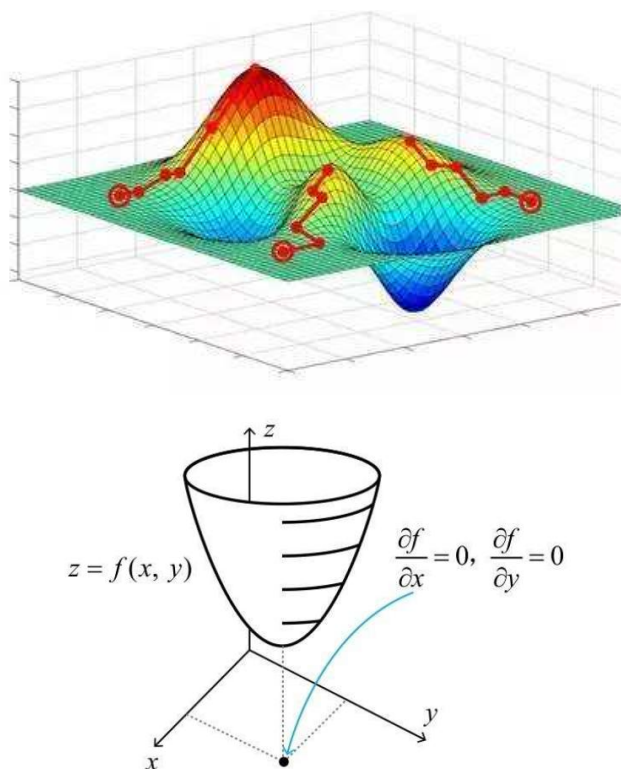 z
z = f(x, y)
∂f/∂x = 0, ∂f/∂y = 0
y
x